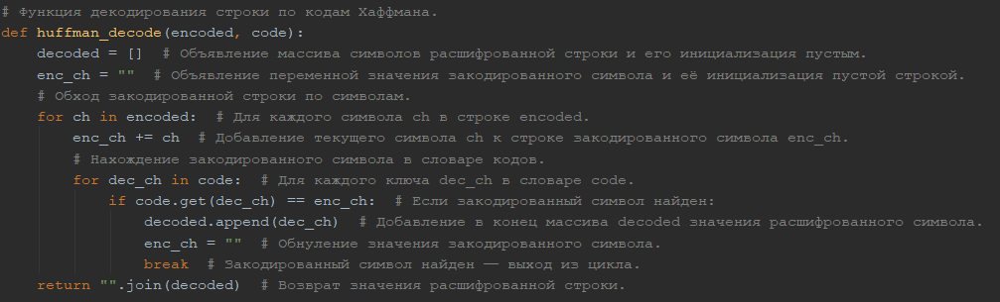 # Функция декодирования строки по кодам Хаффмана.
def huffman_decode(encoded, code):
    decoded = []  # Объявление массива символов расшифрованной строки и его инициализация пустым.
    enc_ch = ""  # Объявление переменной значения закодированного символа и её инициализация пустой строкой.
    # Обход закодированной строки по символам.
    for ch in encoded:  # Для каждого символа ch в строке encoded.
        enc_ch += ch  # Добавление текущего символа ch к строке закодированного символа enc_ch.
        # Нахождение закодированного символа в словаре кодов.
        for dec_ch in code:  # Для каждого ключа dec_ch в словаре code.
            if code.get(dec_ch) == enc_ch:  # Если закодированный символ найден:
                decoded.append(dec_ch)  # Добавление в конец массива decoded значения расшифрованного символа.
                enc_ch = ""  # Обнуление значения закодированного символа.
                break  # Закодированный символ найден — выход из цикла.
    return "".join(decoded)  # Возврат значения расшифрованной строки.